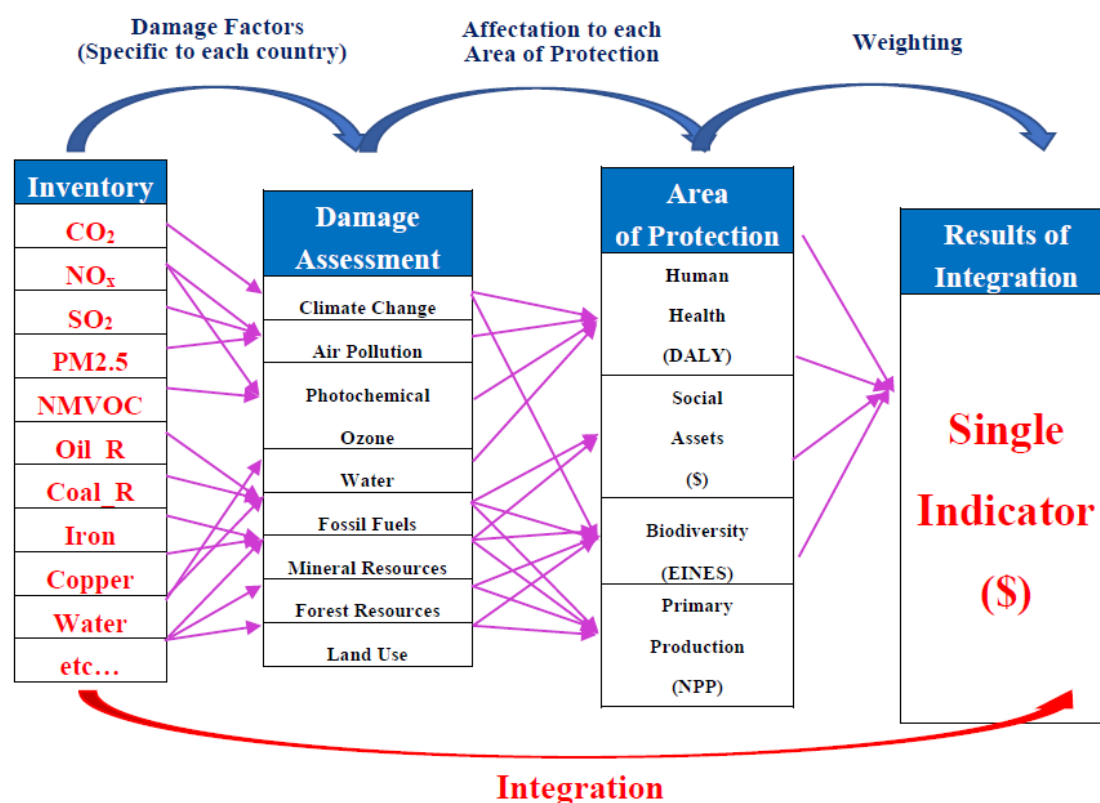 Damage Factors
(Specific to each country)
Affectation to each
Area of Protection
Weighting
Inventory
CO₂
NOₓ
SO₂
PM2.5
NMVOC
Oil_R
Coal_R
Iron
Copper
Water
etc…
Damage
Assessment
Climate Change
Air Pollution
Photochemical
Ozone
Water
Fossil Fuels
Mineral Resources
Forest Resources
Land Use
Area
of Protection
Human
Health
(DALY)
Social
Assets
($)
Biodiversity
(EINES)
Primary
Production
(NPP)
Results of
Integration
Single
Indicator
($)
Integration